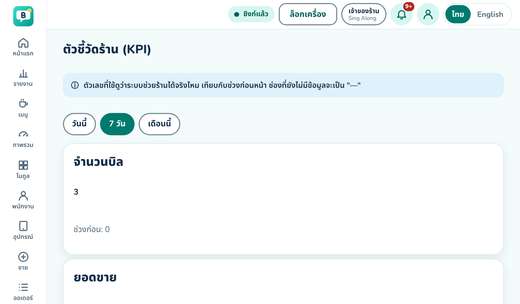 B
ซิงก์แล้ว
ล็อกเครื่อง
เจ้าของร้าน
Sing Along
9+
ไทย
English
หน้าแรก
รายงาน
เมนู
ภาพรวม
โมดูล
พนักงาน
อุปกรณ์
ขาย
ออเดอร์
ตัวชี้วัดร้าน (KPI)
ตัวเลขที่ใช้ดูว่าระบบช่วยร้านได้จริงไหม เทียบกับช่วงก่อนหน้า ช่องที่ยังไม่มีข้อมูลจะเป็น "—"
วันนี้
7 วัน
เดือนนี้
จำนวนบิล
3
ช่วงก่อน: 0
ยอดขาย